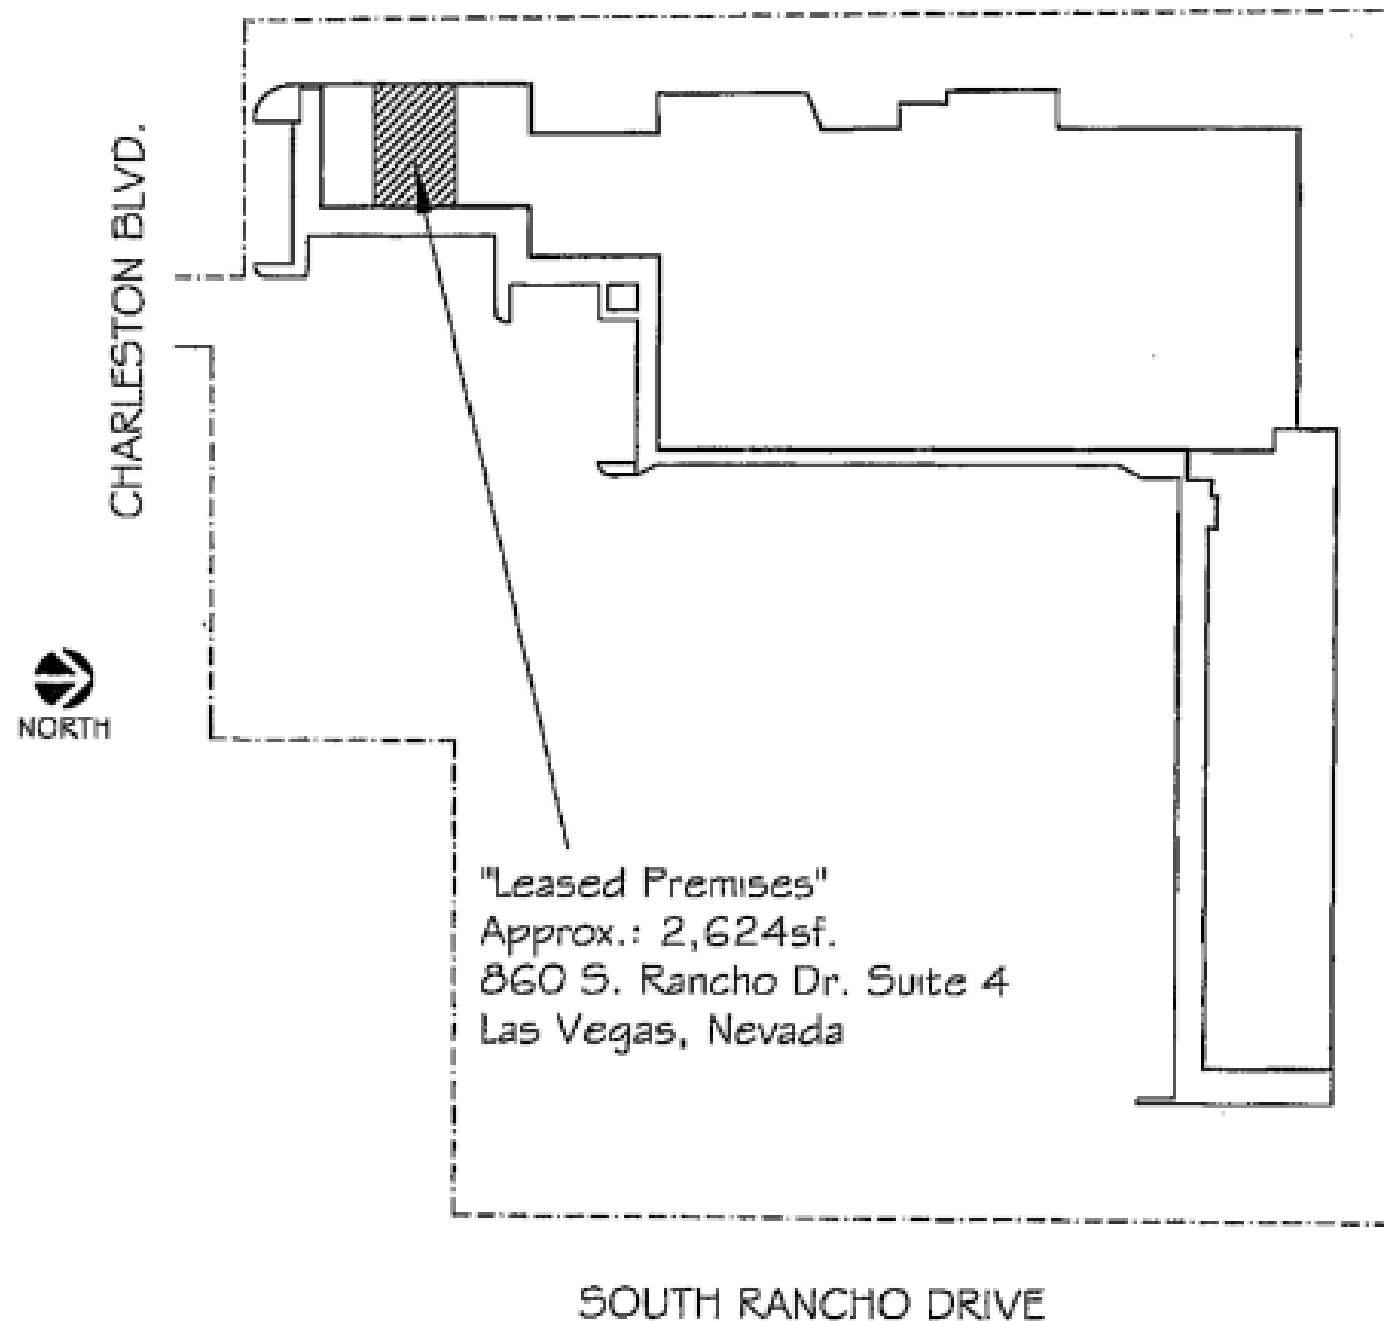 CHARLESTON BLVD.
NORTH
"Leased Premises"
Approx.: 2,624sf.
860 S. Rancho Dr. Suite 4
Las Vegas, Nevada
SOUTH RANCHO DRIVE